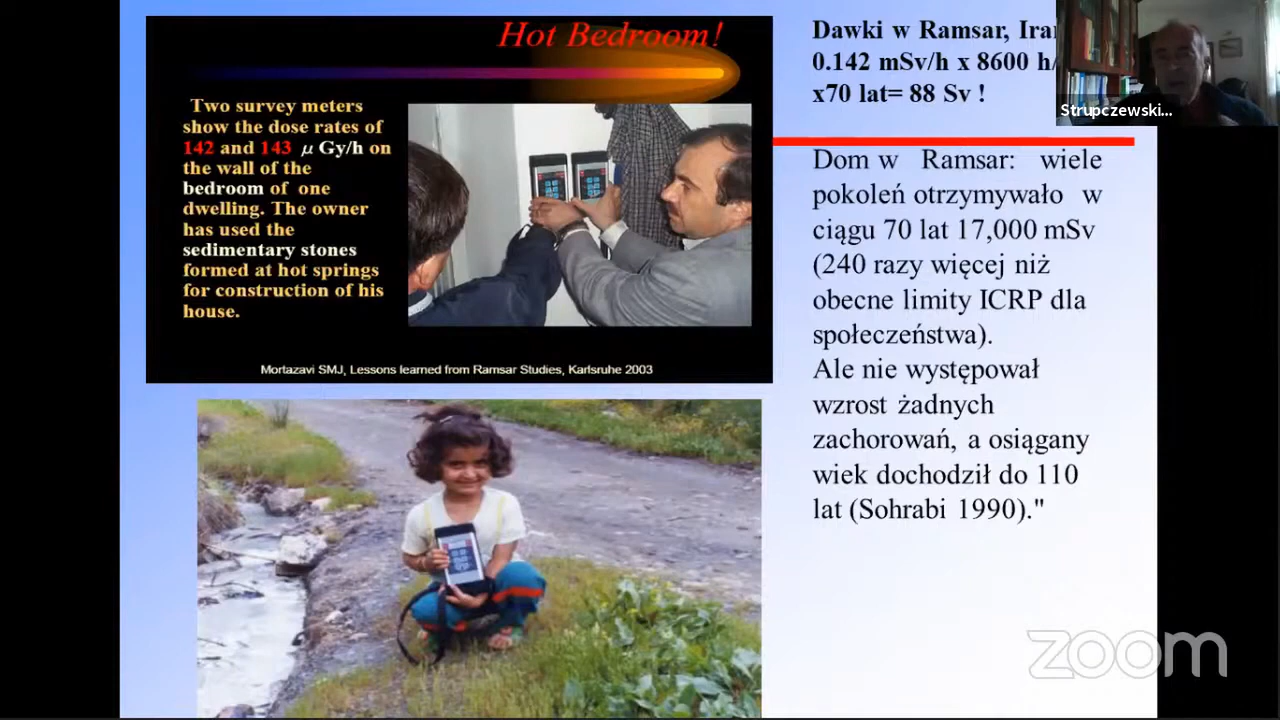 Hot Bedroom!
Two survey meters
show the dose rates of
142 and 143 μ Gy/h on
the wall of the
bedroom of one
dwelling. The owner
has used the
sedimentary stones
formed at hot springs
for construction of his
house.
Mortazavi SMJ, Lessons learned from Ramsar Studies, Karlsruhe 2003
Dawki w Ramsar,
0.142 mSv/h x 8600
x70 lat= 88 Sv !
Strupczewski...
Dom w Ramsar: wiele
pokoleń otrzymywało w
ciągu 70 lat 17,000 mSv
(240 razy więcej niż
obecne limity ICRP dla
społeczeństwa).
Ale nie występował
wzrost żadnych
zachorowań, a osiągany
wiek dochodził do 110
lat (Sohrabi 1990)."
zoom